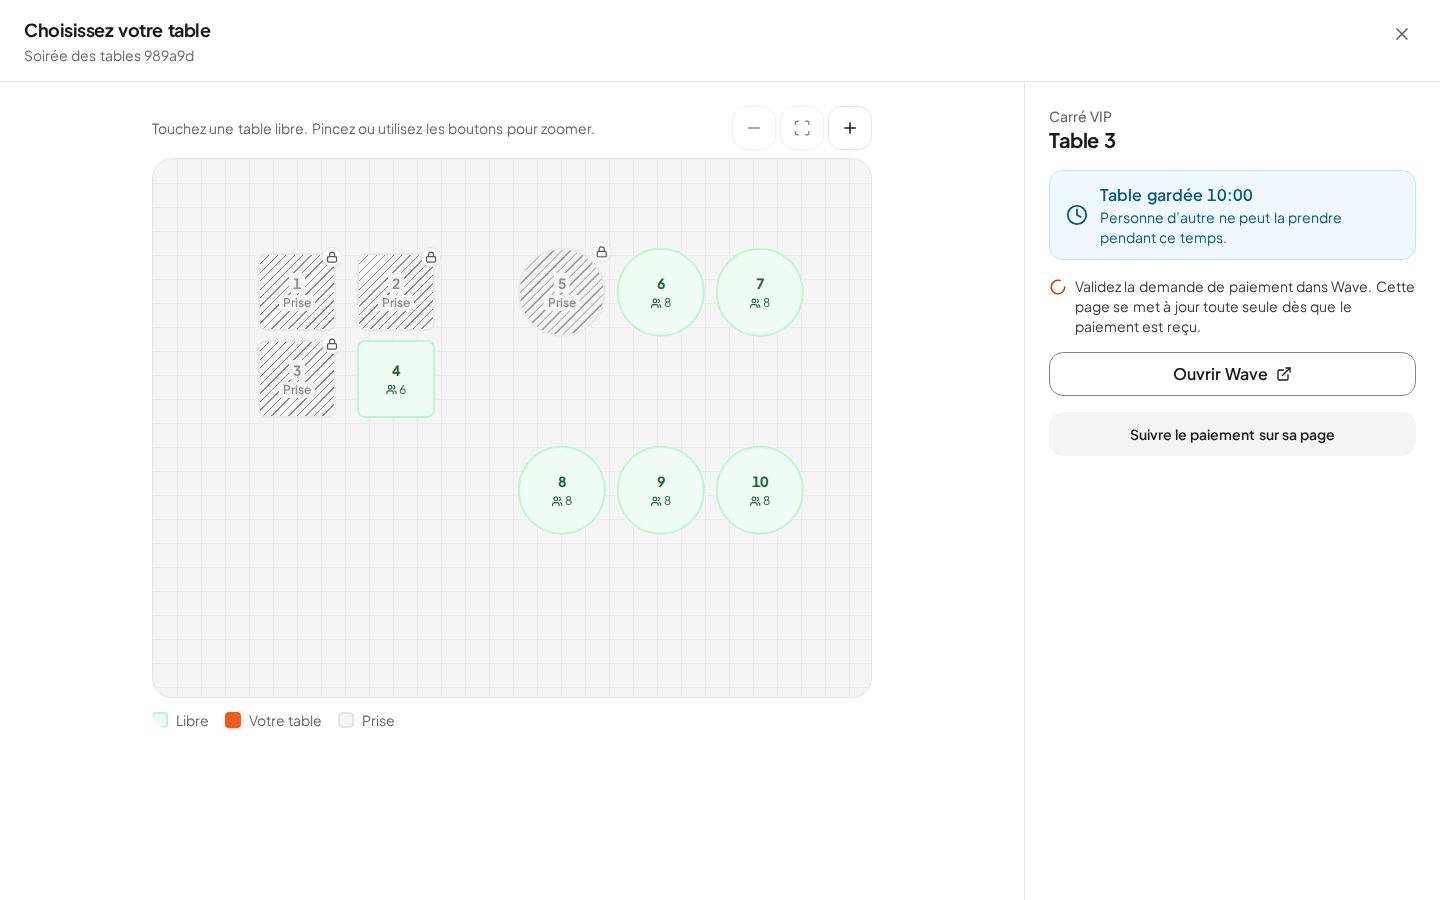 Choisissez votre table
Soirée des tables 989a9d
Touchez une table libre. Pincez ou utilisez les boutons pour zoomer.
1
Prise
2
Prise
5
Prise
6
8
7
8
3
Prise
4
6
8
8
9
8
10
8
Libre
Votre table
Prise
Carré VIP
Table 3
Table gardée 10:00
Personne d'autre ne peut la prendre
pendant ce temps.
Validez la demande de paiement dans Wave. Cette
page se met à jour toute seule dès que le
paiement est reçu.
Ouvrir Wave
Suivre le paiement sur sa page